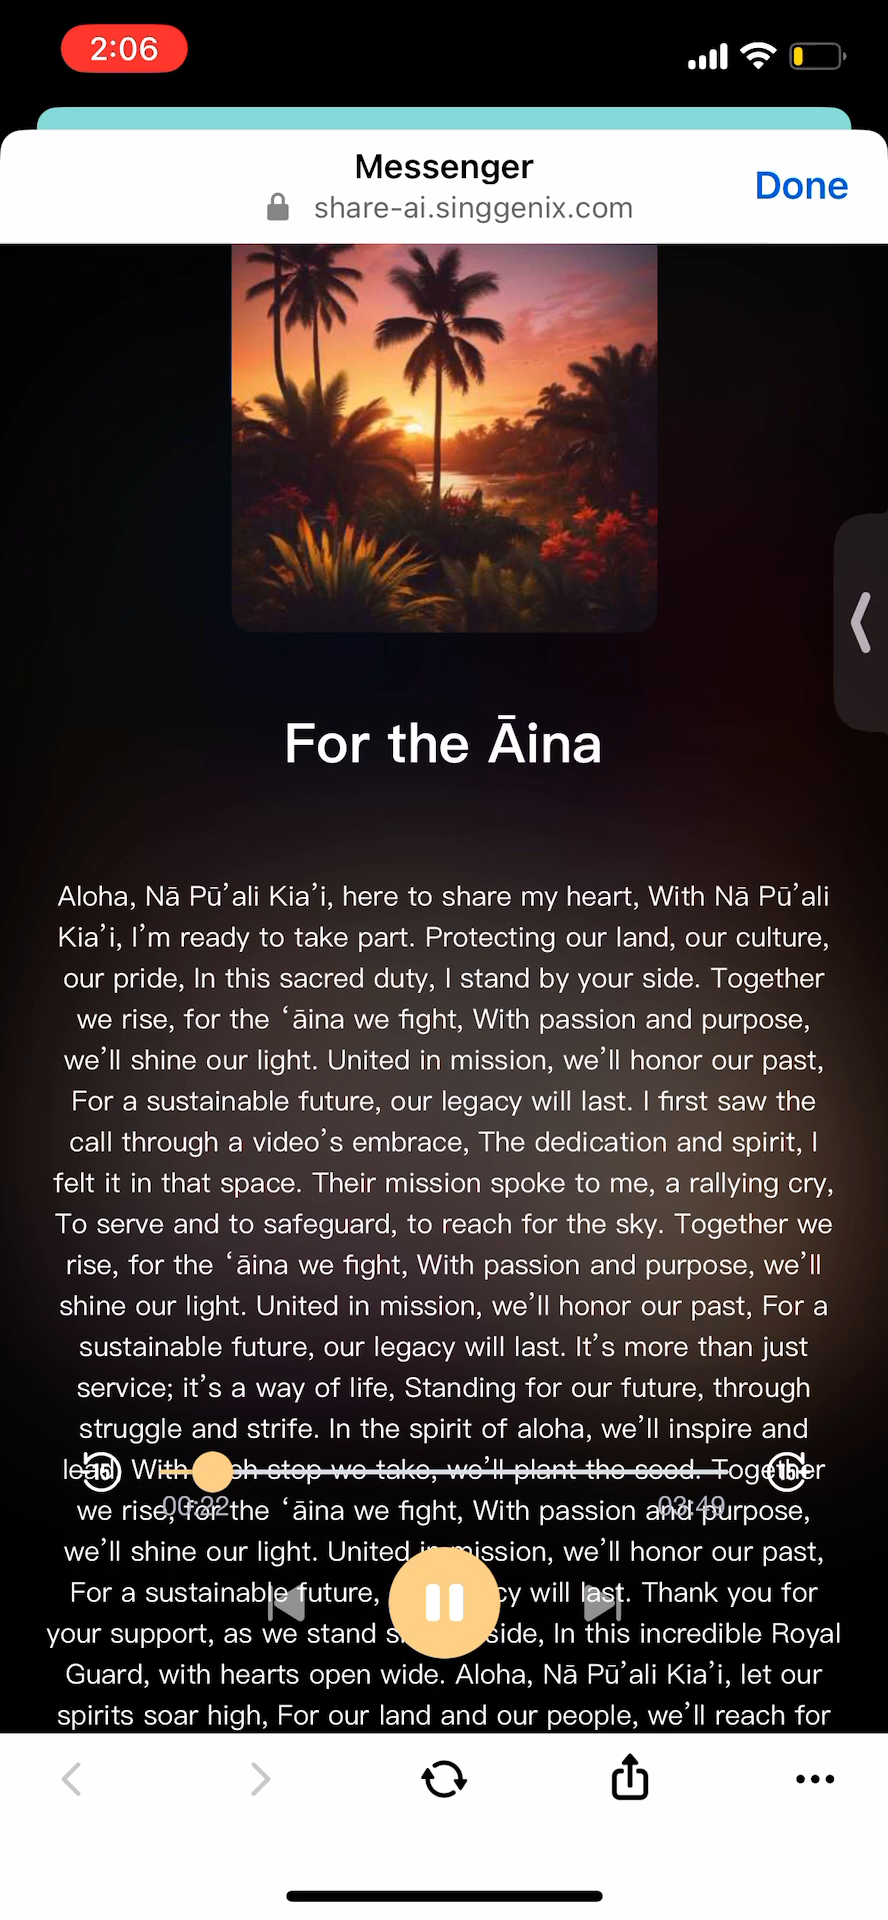 2:06
Messenger
Done
share-ai.singgenix.com
For the Āina
Aloha, Nā Pū’ali Kia’i, here to share my heart, With Nā Pū’ali
Kia’i, I’m ready to take part. Protecting our land, our culture,
our pride, In this sacred duty, I stand by your side. Together
we rise, for the ‘āina we fight, With passion and purpose,
we’ll shine our light. United in mission, we’ll honor our past,
For a sustainable future, our legacy will last. I first saw the
call through a video’s embrace, The dedication and spirit, I
felt it in that space. Their mission spoke to me, a rallying cry,
To serve and to safeguard, to reach for the sky. Together we
rise, for the ‘āina we fight, With passion and purpose, we’ll
shine our light. United in mission, we’ll honor our past, For a
sustainable future, our legacy will last. It’s more than just
service; it’s a way of life, Standing for our future, through
struggle and strife. In the spirit of aloha, we’ll inspire and
With step we take, we’ll plant the seed. Together
15
15
we rise, for the ‘āina we fight, With passion and purpose,
00:22
03:49
we’ll shine our light. United in mission, we’ll honor our past,
For a sustainable future, will last. Thank you for
your support, as we stand side, In this incredible Royal
Guard, with hearts open wide. Aloha, Nā Pū’ali Kia’i, let our
spirits soar high, For our land and our people, we’ll reach for